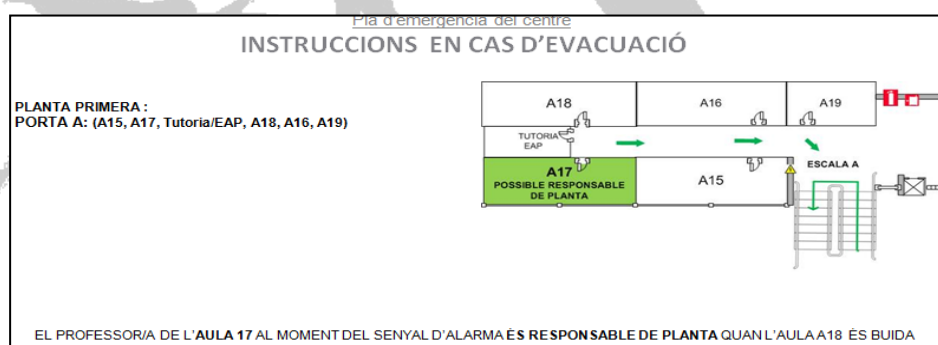 Pla d'emergència del centre
INSTRUCCIONS EN CAS D'EVACUACIÓ
PLANTA PRIMERA :
PORTA A: (A15, A17, Tutoria/EAP, A18, A16, A19)
A18
A16
A19
TUTORIA
EAP
ESCALA A
A17
POSSIBLE RESPONSABLE
DE PLANTA
A15
EL PROFESSOR/A DE L'AULA 17 AL MOMENT DEL SENYAL D'ALARMA ÉS RESPONSABLE DE PLANTA QUAN L'AULA A18 ÉS BUIDA